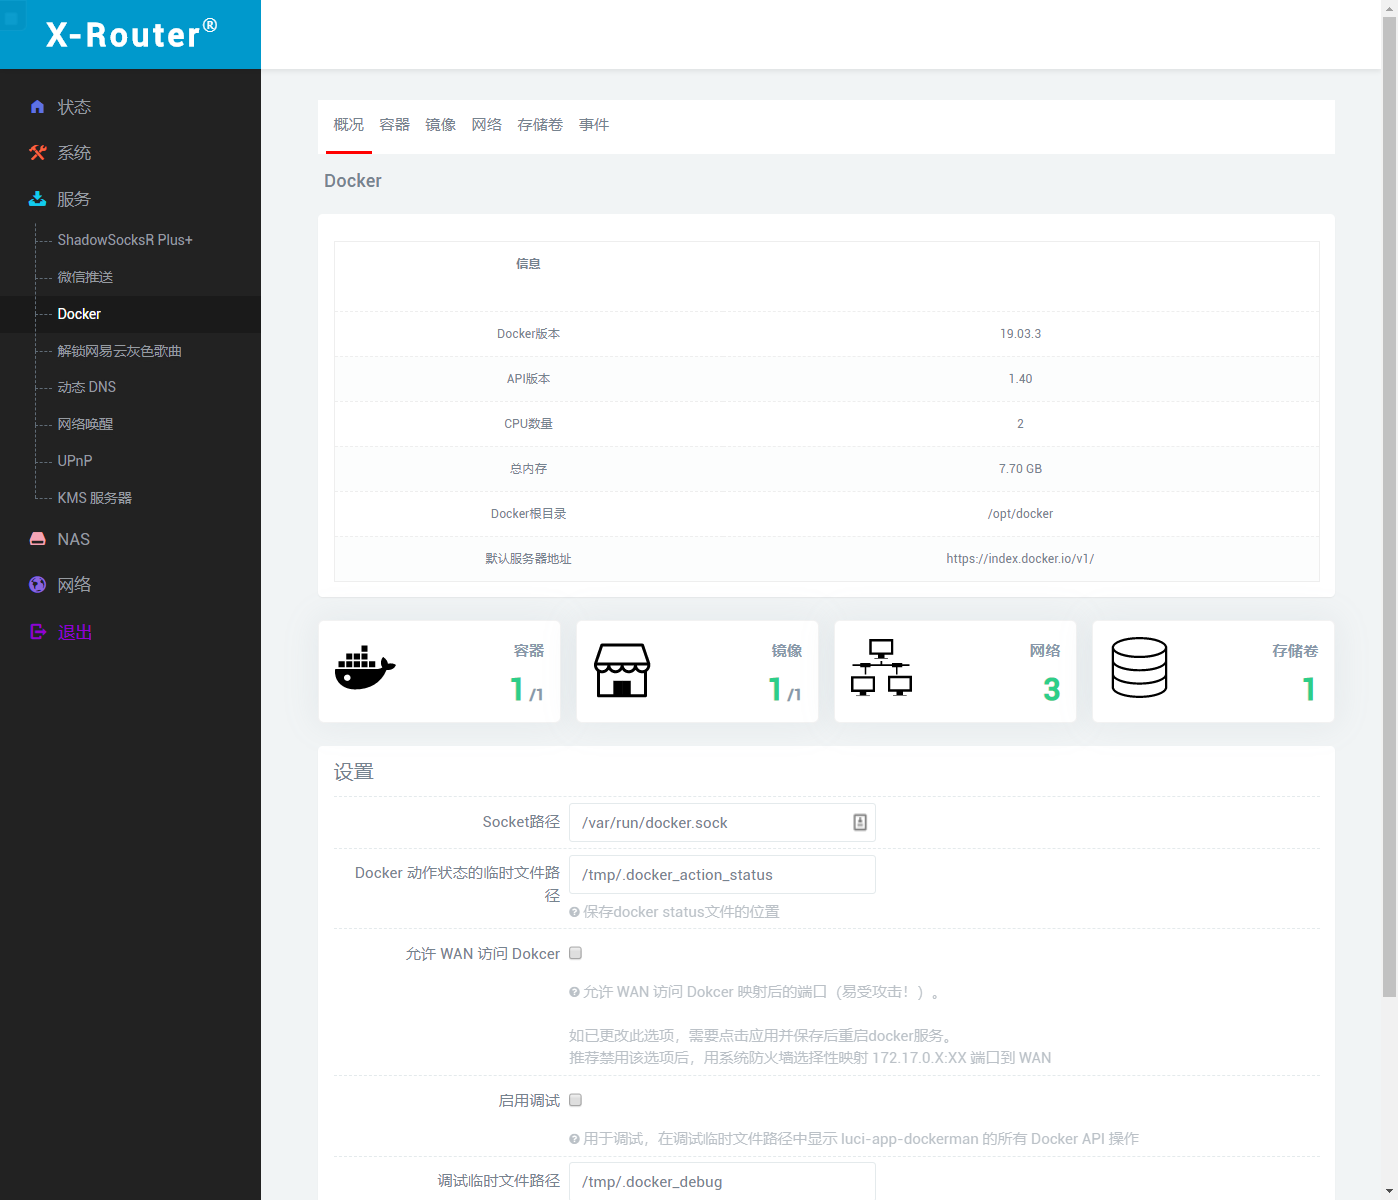 X-Router®
状态
系统
服务
ShadowSocksR Plus+
微信推送
Docker
解锁网易云灰色歌曲
动态 DNS
网络唤醒
UPnP
KMS 服务器
NAS
网络
退出
概况 容器 镜像 网络 存储卷 事件
Docker
信息
Docker版本 19.03.3
API版本 1.40
CPU数量 2
总内存 7.70 GB
Docker根目录 /opt/docker
默认服务器地址 https://index.docker.io/v1/
容器
1 /1
镜像
1 /1
网络
3
存储卷
1
设置
Socket路径 /var/run/docker.sock
Docker 动作状态的临时文件路
径
/tmp/.docker_action_status
保存docker status文件的位置
允许 WAN 访问 Dokcer
允许 WAN 访问 Dokcer 映射后的端口（易受攻击！）。
如已更改此选项，需要点击应用并保存后重启docker服务。
推荐禁用该选项后，用系统防火墙选择性映射 172.17.0.X:XX 端口到 WAN
启用调试
用于调试，在调试临时文件路径中显示 luci-app-dockerman 的所有 Docker API 操作
调试临时文件路径 /tmp/.docker_debug